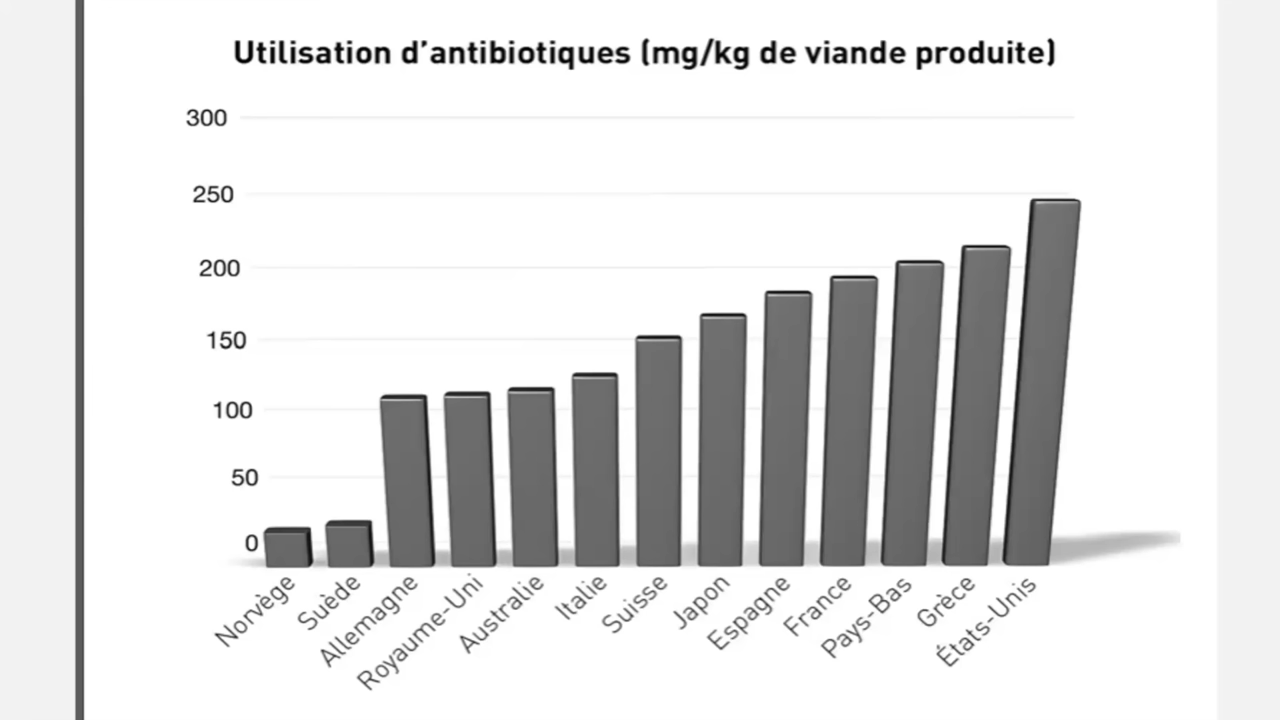 Utilisation d’antibiotiques (mg/kg de viande produite)
300
250
200
150
100
50
0
Norvège
Suède
Allemagne
Royaume-Uni
Australie
Italie
Suisse
Japon
Espagne
France
Pays-Bas
Grèce
États-Unis